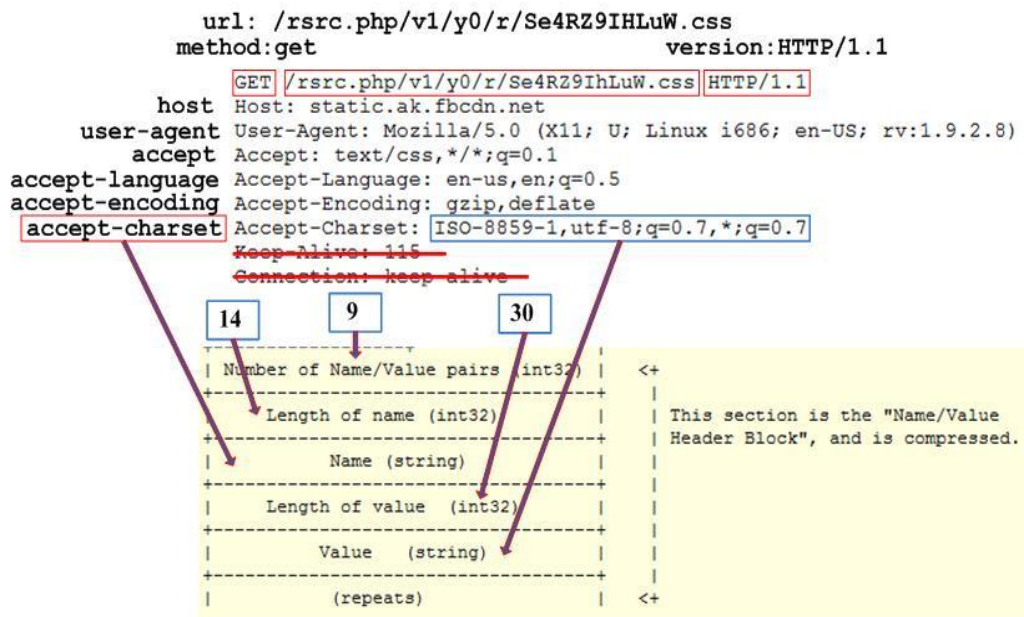 url: /rsrc.php/v1/y0/r/Se4RZ9IHLuW.css
method:get version:HTTP/1.1
GET /rsrc.php/v1/y0/r/Se4RZ9IhLuW.css HTTP/1.1
host Host: static.ak.fbcdn.net
user-agent User-Agent: Mozilla/5.0 (X11; U; Linux i686; en-US; rv:1.9.2.8)
accept Accept: text/css,*/*;q=0.1
accept-language Accept-Language: en-us,en;q=0.5
accept-encoding Accept-Encoding: gzip,deflate
accept-charset Accept-Charset: ISO-8859-1,utf-8;q=0.7,*;q=0.7
Keep-Alive: 115
Connection: keep-alive
14 9 30
| Number of Name/Value pairs (int32) | <+
+------------------------------------+ |
| Length of name (int32) | | This section is the "Name/Value
+------------------------------------+ | Header Block", and is compressed.
| Name (string) | |
+------------------------------------+ |
| Length of value (int32) | |
+------------------------------------+ |
| Value (string) | |
+------------------------------------+ |
| (repeats) | <+